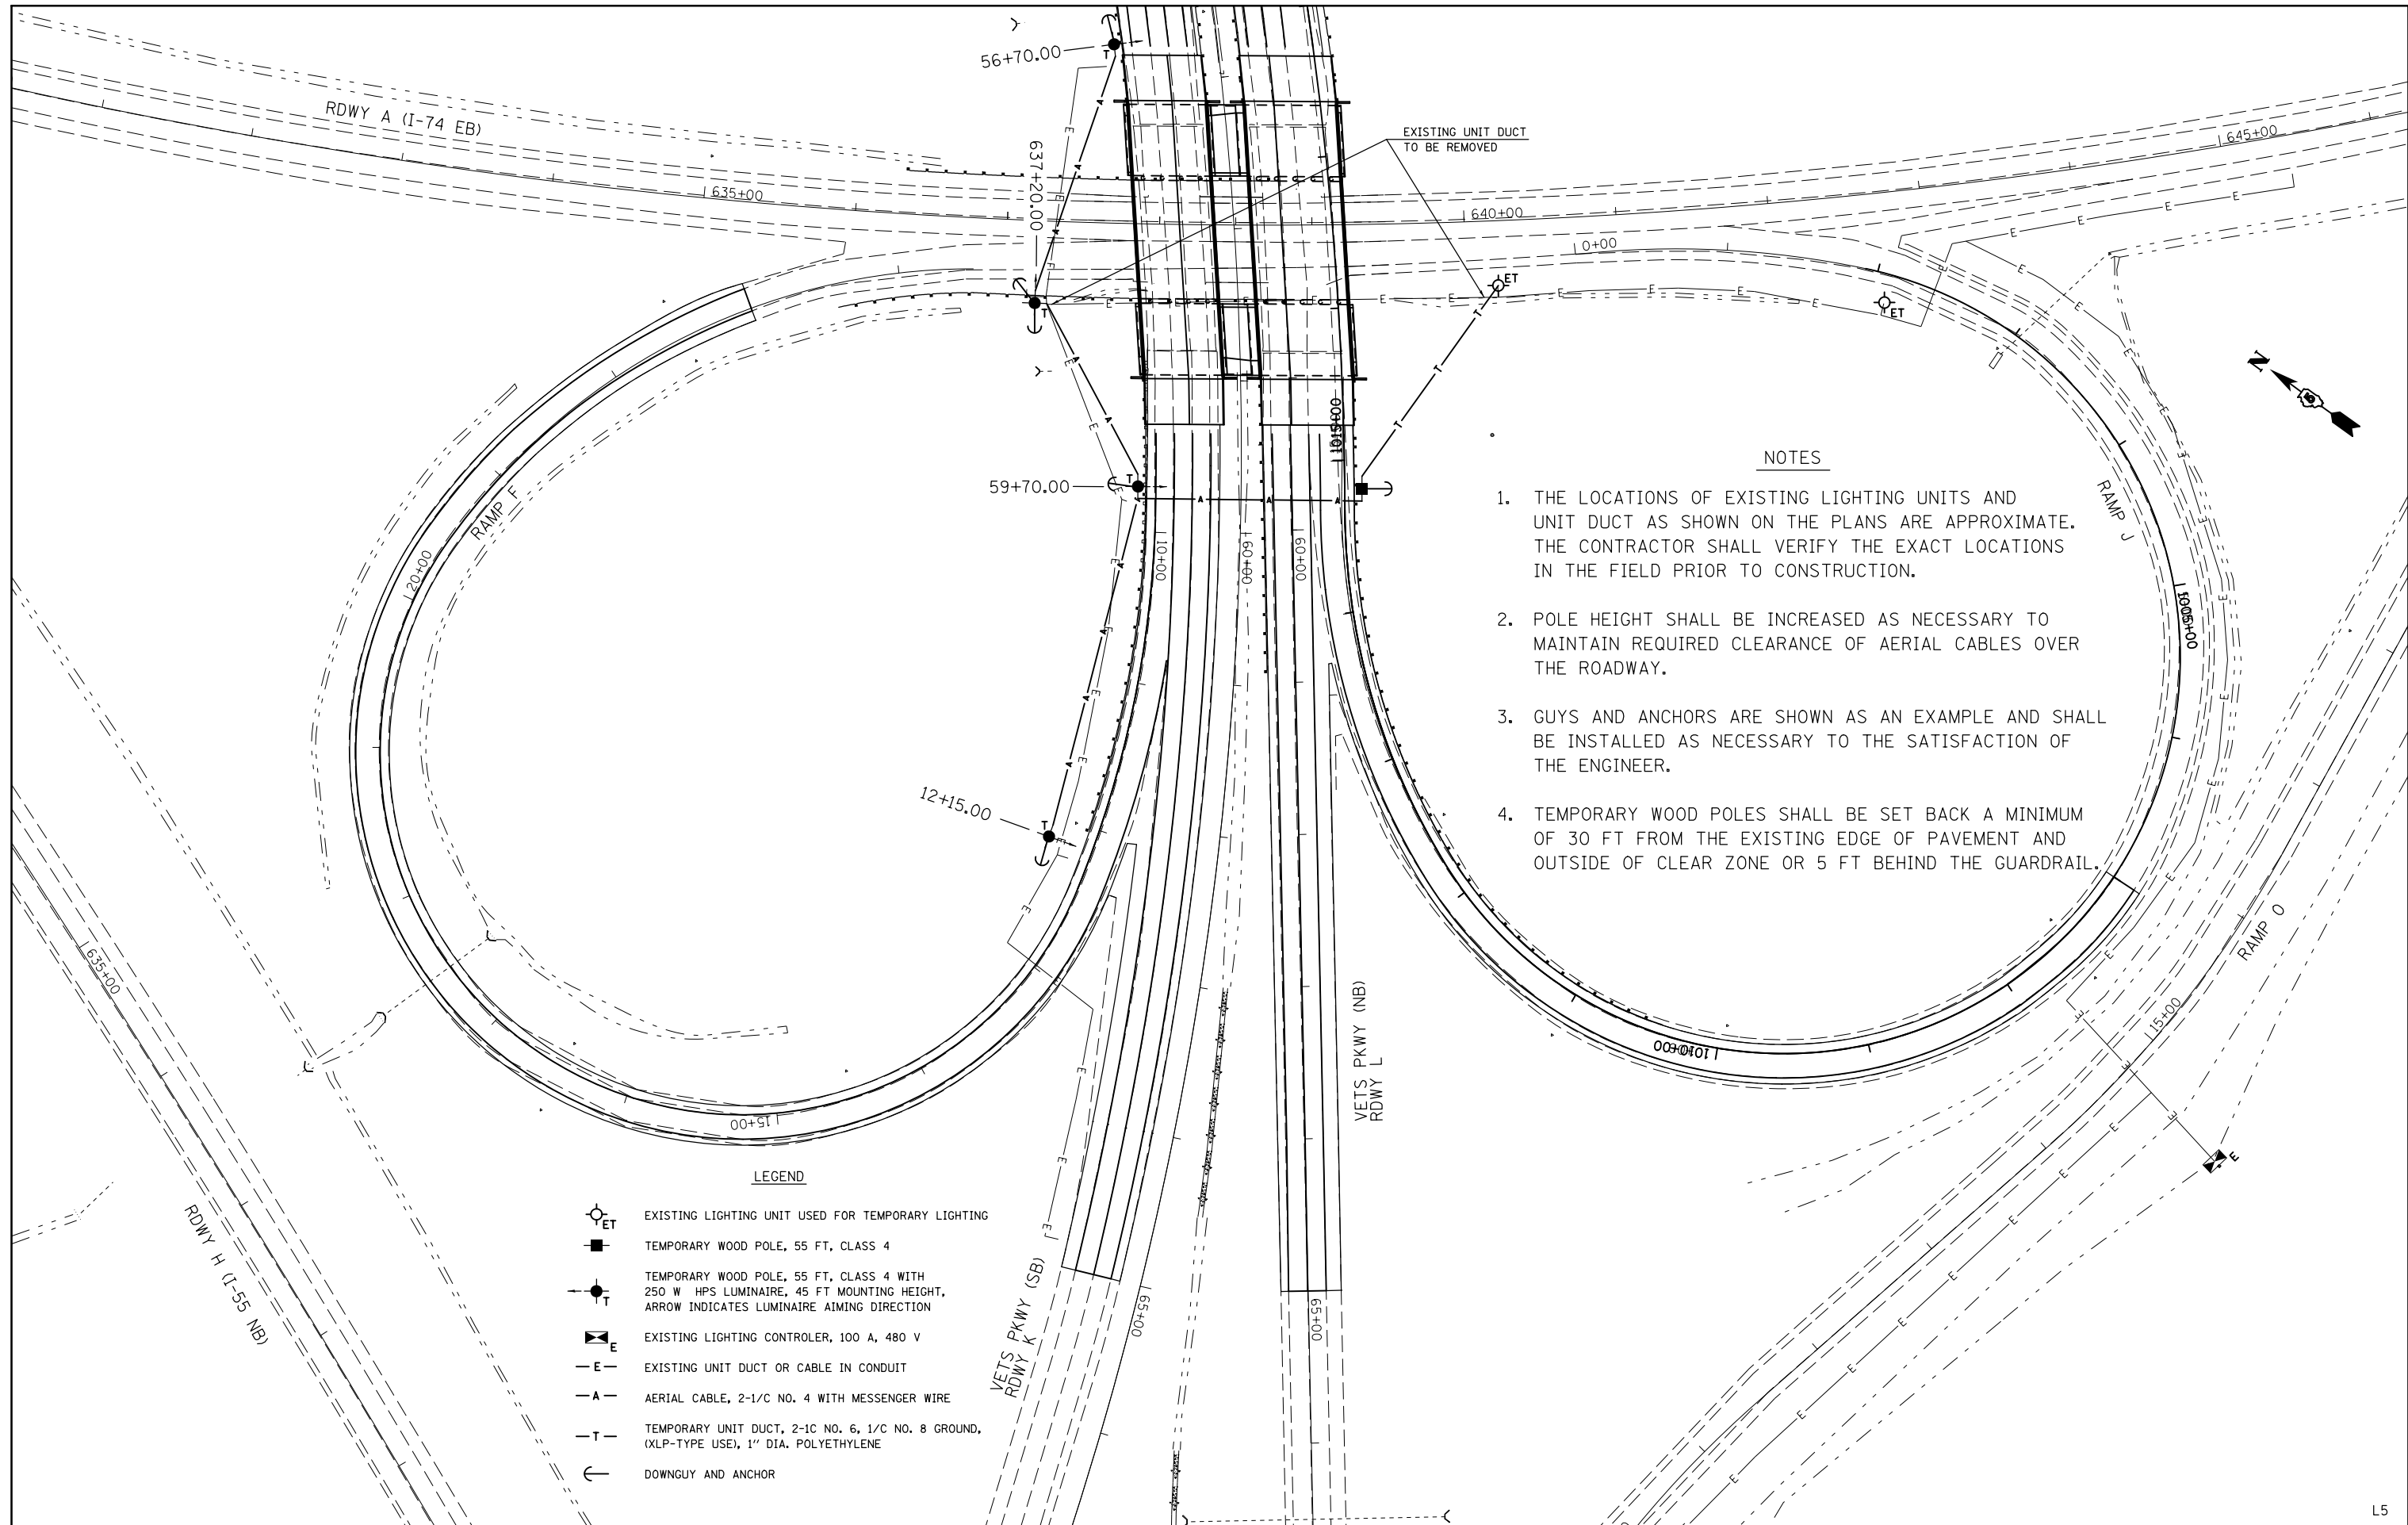 56+70.00
T
RDWY A (I-74 EB)
EXISTING UNIT DUCT
TO BE REMOVED
645+00
635+00
637+20.00
640+00
0+00
ET
ET
T
N
1015+00
NOTES
59+70.00
T
1. THE LOCATIONS OF EXISTING LIGHTING UNITS AND
UNIT DUCT AS SHOWN ON THE PLANS ARE APPROXIMATE.
THE CONTRACTOR SHALL VERIFY THE EXACT LOCATIONS
IN THE FIELD PRIOR TO CONSTRUCTION.
2. POLE HEIGHT SHALL BE INCREASED AS NECESSARY TO
MAINTAIN REQUIRED CLEARANCE OF AERIAL CABLES OVER
THE ROADWAY.
3. GUYS AND ANCHORS ARE SHOWN AS AN EXAMPLE AND SHALL
BE INSTALLED AS NECESSARY TO THE SATISFACTION OF
THE ENGINEER.
4. TEMPORARY WOOD POLES SHALL BE SET BACK A MINIMUM
OF 30 FT FROM THE EXISTING EDGE OF PAVEMENT AND
OUTSIDE OF CLEAR ZONE OR 5 FT BEHIND THE GUARDRAIL.
RAMP F
RAMP J
20+00
10+00
60+00
60+00
1005+00
12+15.00
T
635+00
RAMP O
15+00
1010+00
15+00
VETS PKWY (NB)
RDWY L
E
RDWY H (I-55 NB)
VETS PKWY (SB)
RDWY K
65+00
65+00
LEGEND
ET EXISTING LIGHTING UNIT USED FOR TEMPORARY LIGHTING
TEMPORARY WOOD POLE, 55 FT, CLASS 4
TEMPORARY WOOD POLE, 55 FT, CLASS 4 WITH
T 250 W HPS LUMINAIRE, 45 FT MOUNTING HEIGHT,
ARROW INDICATES LUMINAIRE AIMING DIRECTION
E EXISTING LIGHTING CONTROLER, 100 A, 480 V
E EXISTING UNIT DUCT OR CABLE IN CONDUIT
A AERIAL CABLE, 2-1/C NO. 4 WITH MESSENGER WIRE
T TEMPORARY UNIT DUCT, 2-1C NO. 6, 1/C NO. 8 GROUND,
(XLP-TYPE USE), 1" DIA. POLYETHYLENE
DOWNGUY AND ANCHOR
L5